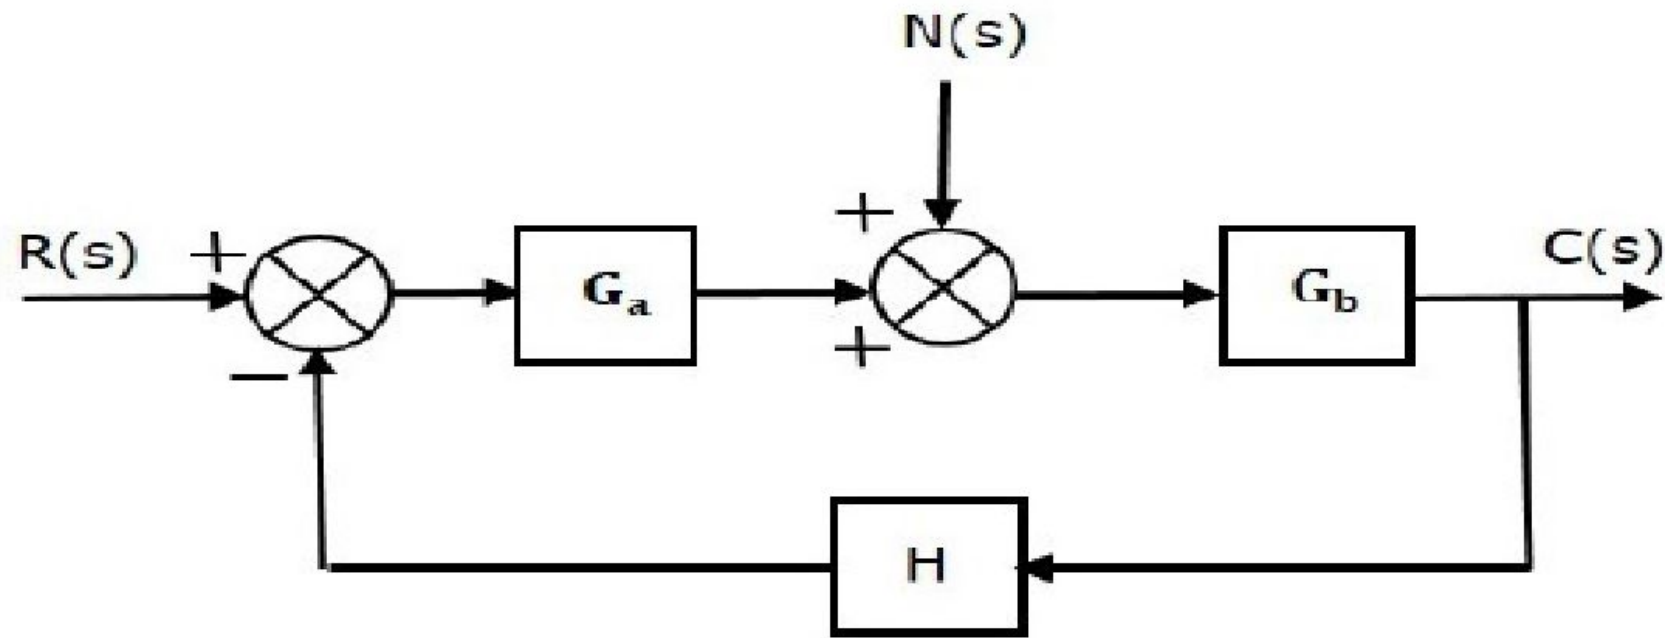 N(s)
R(s)
+
−
Ga
+
+
Gb
C(s)
H